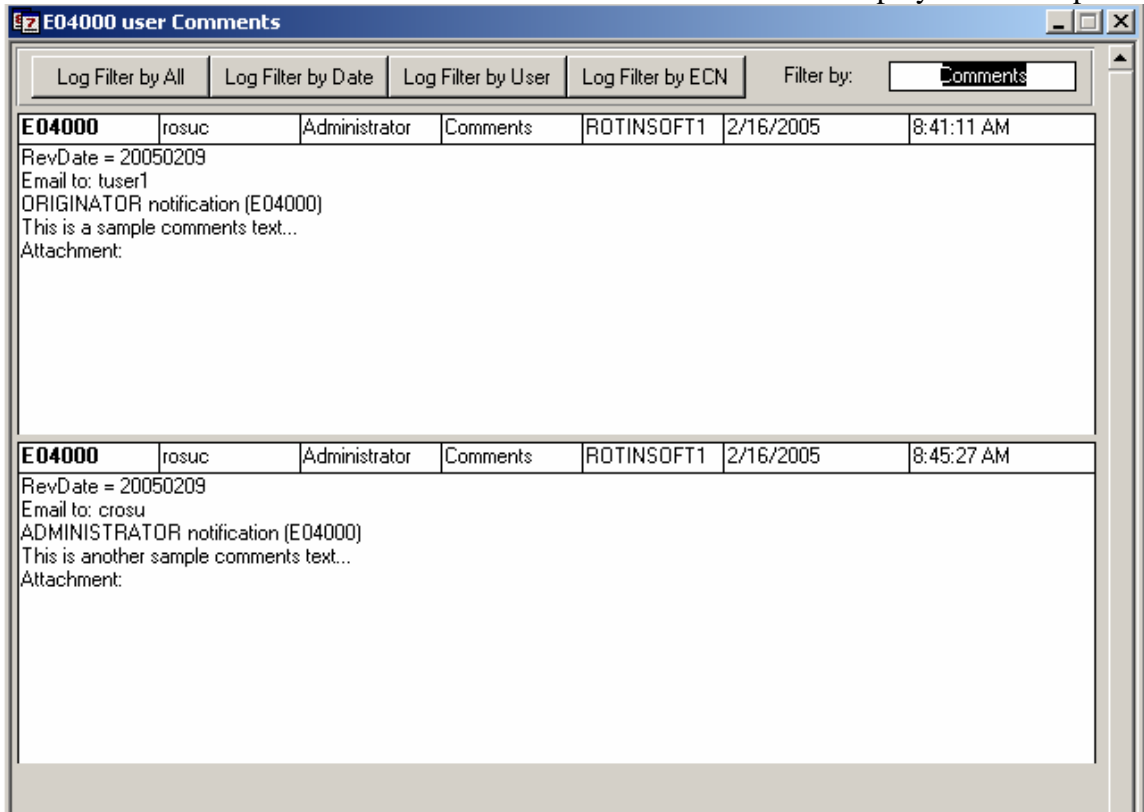 E04000 user Comments
Log Filter by All Log Filter by Date Log Filter by User Log Filter by ECN Filter by: Comments
E04000 rosuc Administrator Comments ROTINSOFT1 2/16/2005 8:41:11 AM
RevDate = 20050209
Email to: tuser1
ORIGINATOR notification (E04000)
This is a sample comments text...
Attachment:
E04000 rosuc Administrator Comments ROTINSOFT1 2/16/2005 8:45:27 AM
RevDate = 20050209
Email to: crosu
ADMINISTRATOR notification (E04000)
This is another sample comments text...
Attachment: